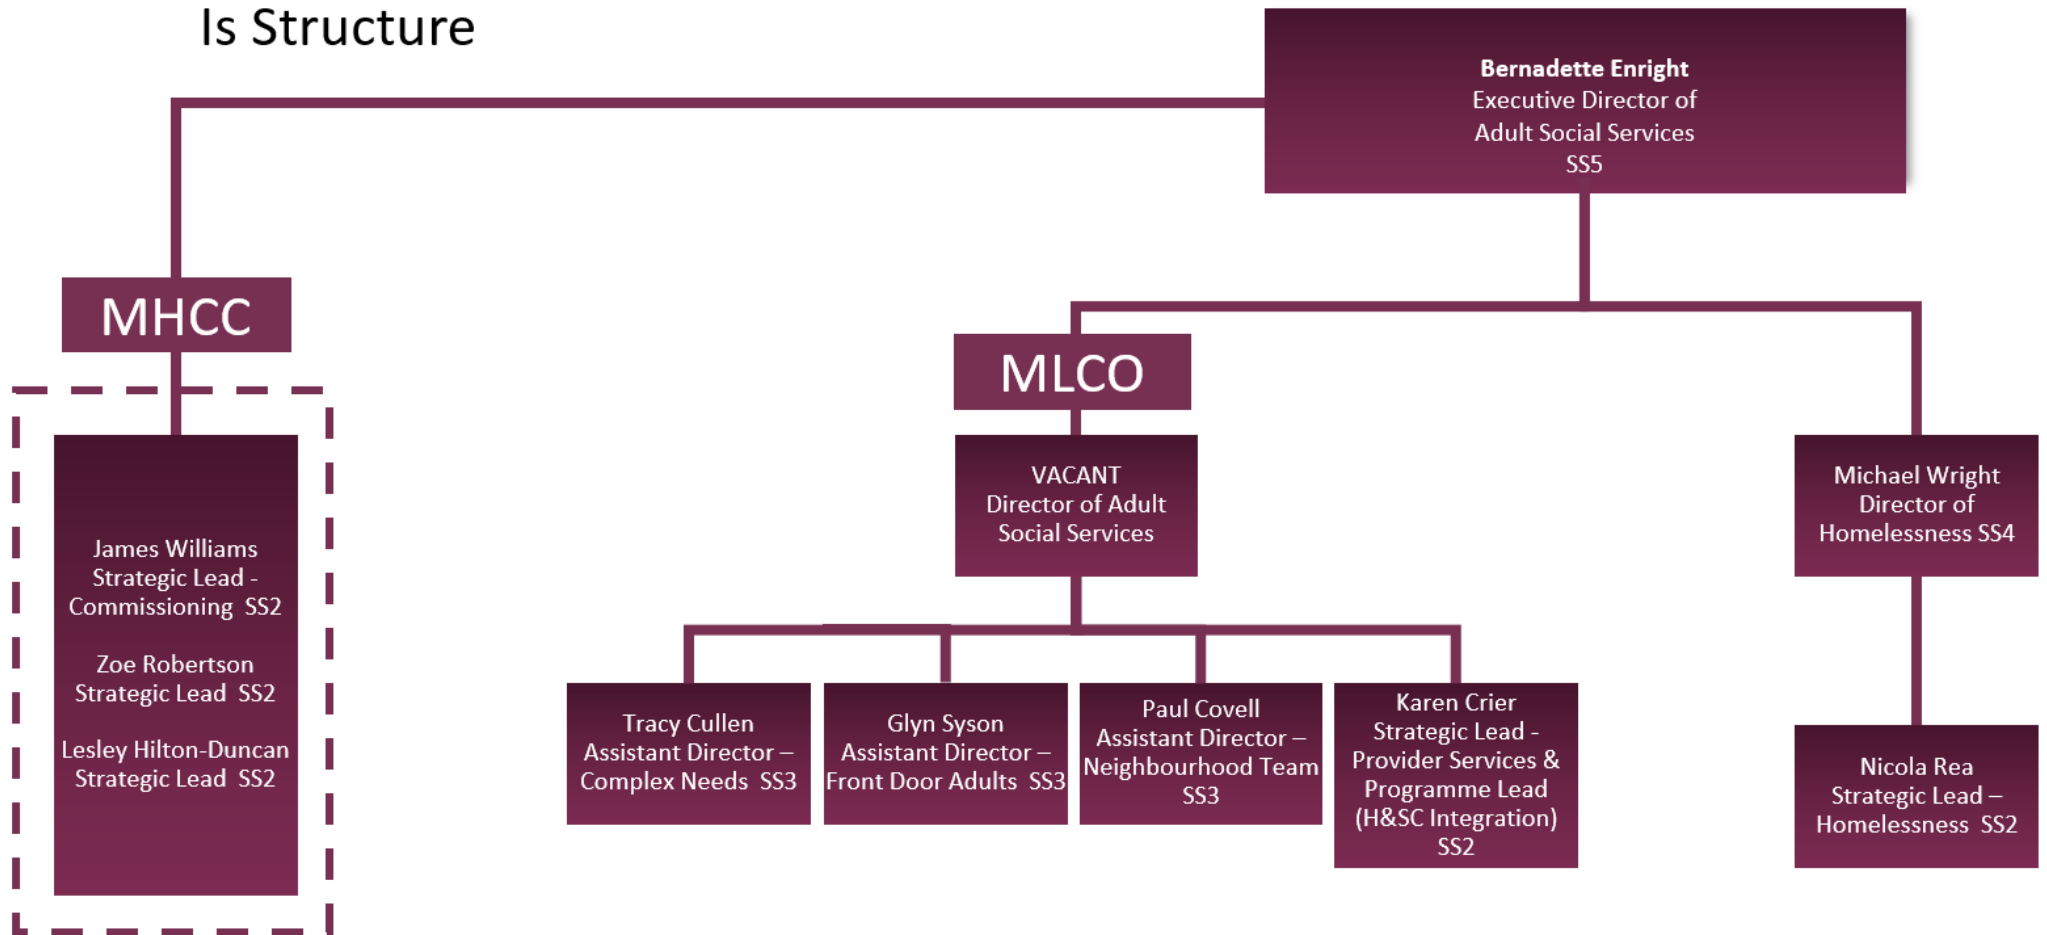 Is Structure
Bernadette Enright
Executive Director of
Adult Social Services
SS5
MHCC
MLCO
James Williams
Strategic Lead -
Commissioning  SS2
Zoe Robertson
Strategic Lead  SS2
Lesley Hilton-Duncan
Strategic Lead  SS2
VACANT
Director of Adult
Social Services
Michael Wright
Director of
Homelessness SS4
Tracy Cullen
Assistant Director –
Complex Needs  SS3
Glyn Syson
Assistant Director –
Front Door Adults  SS3
Paul Covell
Assistant Director –
Neighbourhood Team
SS3
Karen Crier
Strategic Lead -
Provider Services &
Programme Lead
(H&SC Integration)
SS2
Nicola Rea
Strategic Lead –
Homelessness  SS2